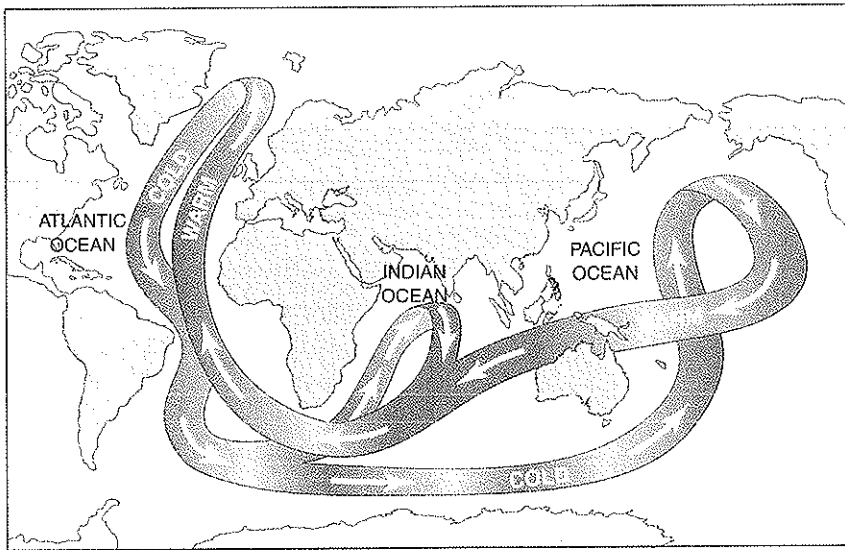 COLD
WARM
ATLANTIC
OCEAN
INDIAN
OCEAN
PACIFIC
OCEAN
COLD